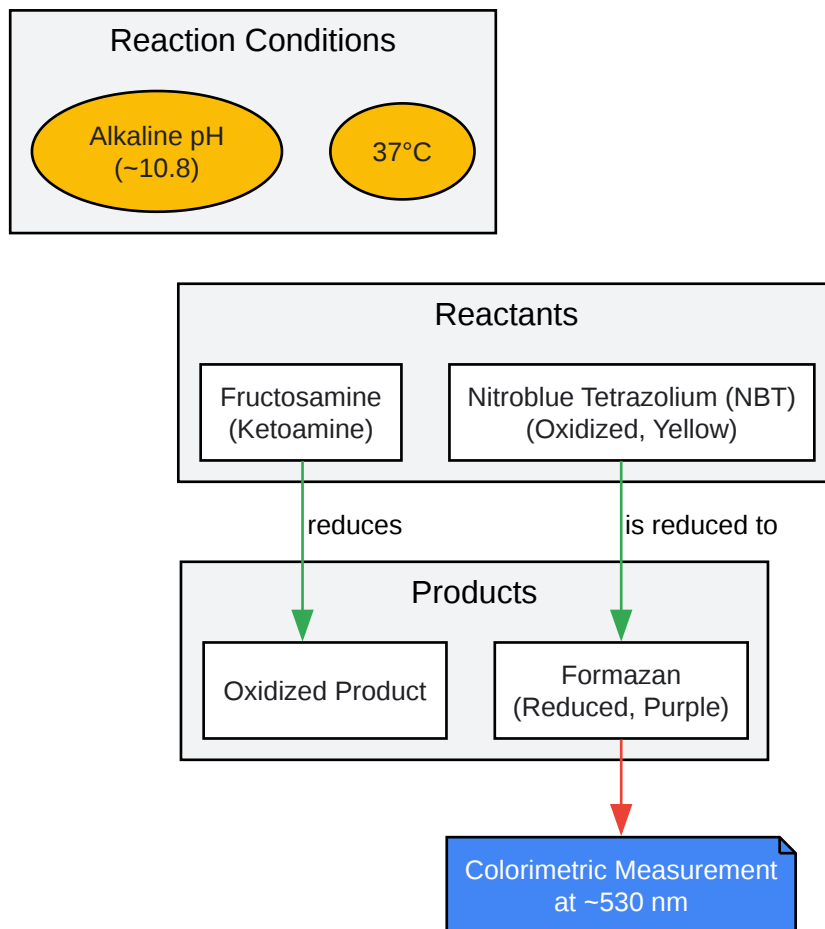 Reaction Conditions
Alkaline pH
(~10.8)
37°C
Reactants
Fructosamine
(Ketoamine)
Nitroblue Tetrazolium (NBT)
(Oxidized, Yellow)
reduces
is reduced to
Products
Oxidized Product
Formazan
(Reduced, Purple)
Colorimetric Measurement
at ~530 nm